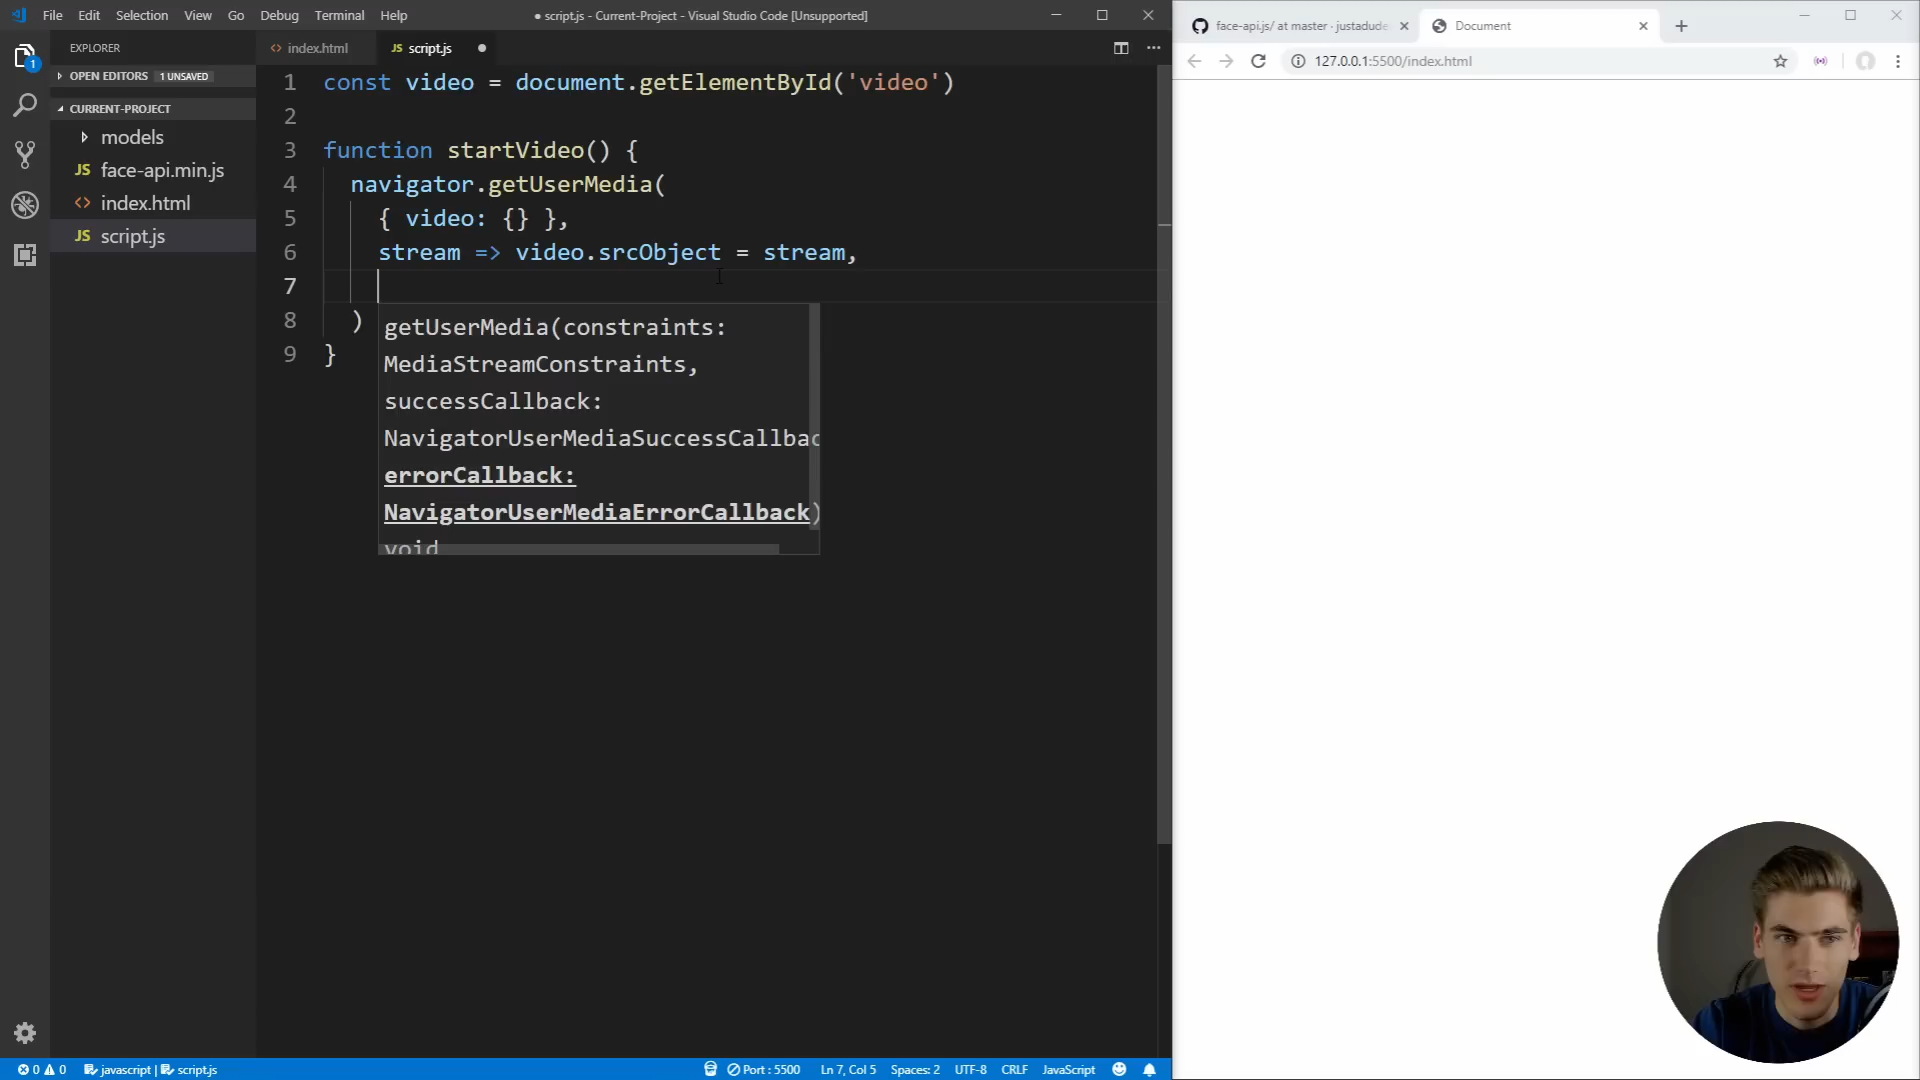 File Edit Selection View Go Debug Terminal Help
● script.js - Current-Project - Visual Studio Code [Unsupported]
EXPLORER
OPEN EDITORS 1 UNSAVED
CURRENT-PROJECT
models
JS face-api.min.js
<> index.html
JS script.js
1
<> index.html
JS script.js ●
1 const video = document.getElementById('video')
2
3 function startVideo() {
4 navigator.getUserMedia(
5 { video: {} },
6 stream => video.srcObject = stream,
7
8 )
9 }
getUserMedia(constraints:
MediaStreamConstraints,
successCallback:
NavigatorUserMediaSuccessCallbac
errorCallback:
NavigatorUserMediaErrorCallback)
void
0 0 javascript | script.js
Port : 5500 Ln 7, Col 5 Spaces: 2 UTF-8 CRLF JavaScript
face-api.js/ at master · justadude
Document
127.0.0.1:5500/index.html